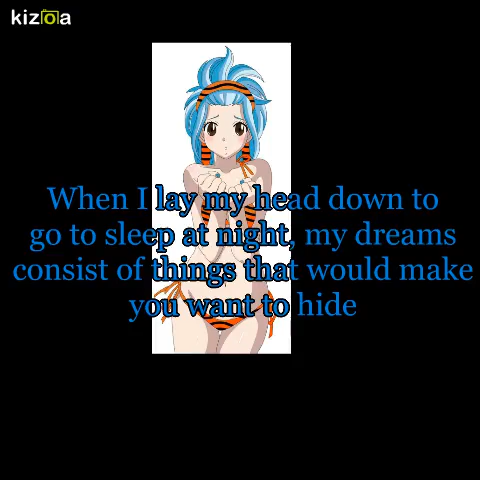 kizoa
When I lay my head down to
go to sleep at night, my dreams
consist of things that would make
you want to hide